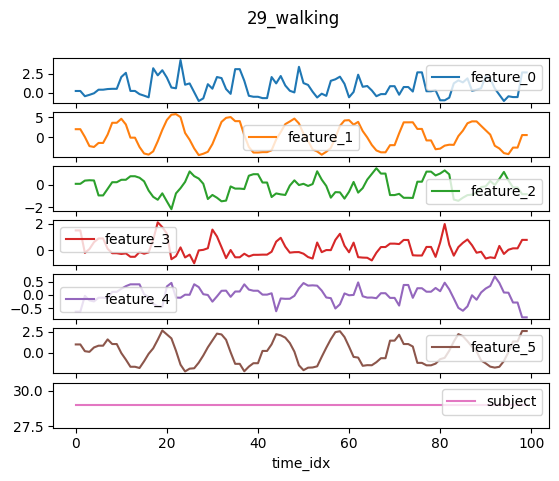 29_walking
2.5
0.0
feature_0
5
0
feature_1
0
−2
feature_2
2
0
feature_3
0.5
0.0
−0.5
feature_4
2.5
0.0
feature_5
30.0
27.5
subject
0 20 40 60 80 100
time_idx